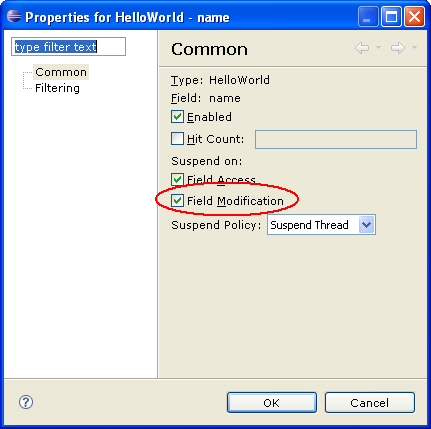 Properties for HelloWorld - name
type filter text
Common
Filtering
Common
Type: HelloWorld
Field: name
Enabled
Hit Count:
Suspend on:
Field Access
Field Modification
Suspend Policy: Suspend Thread
?
OK Cancel